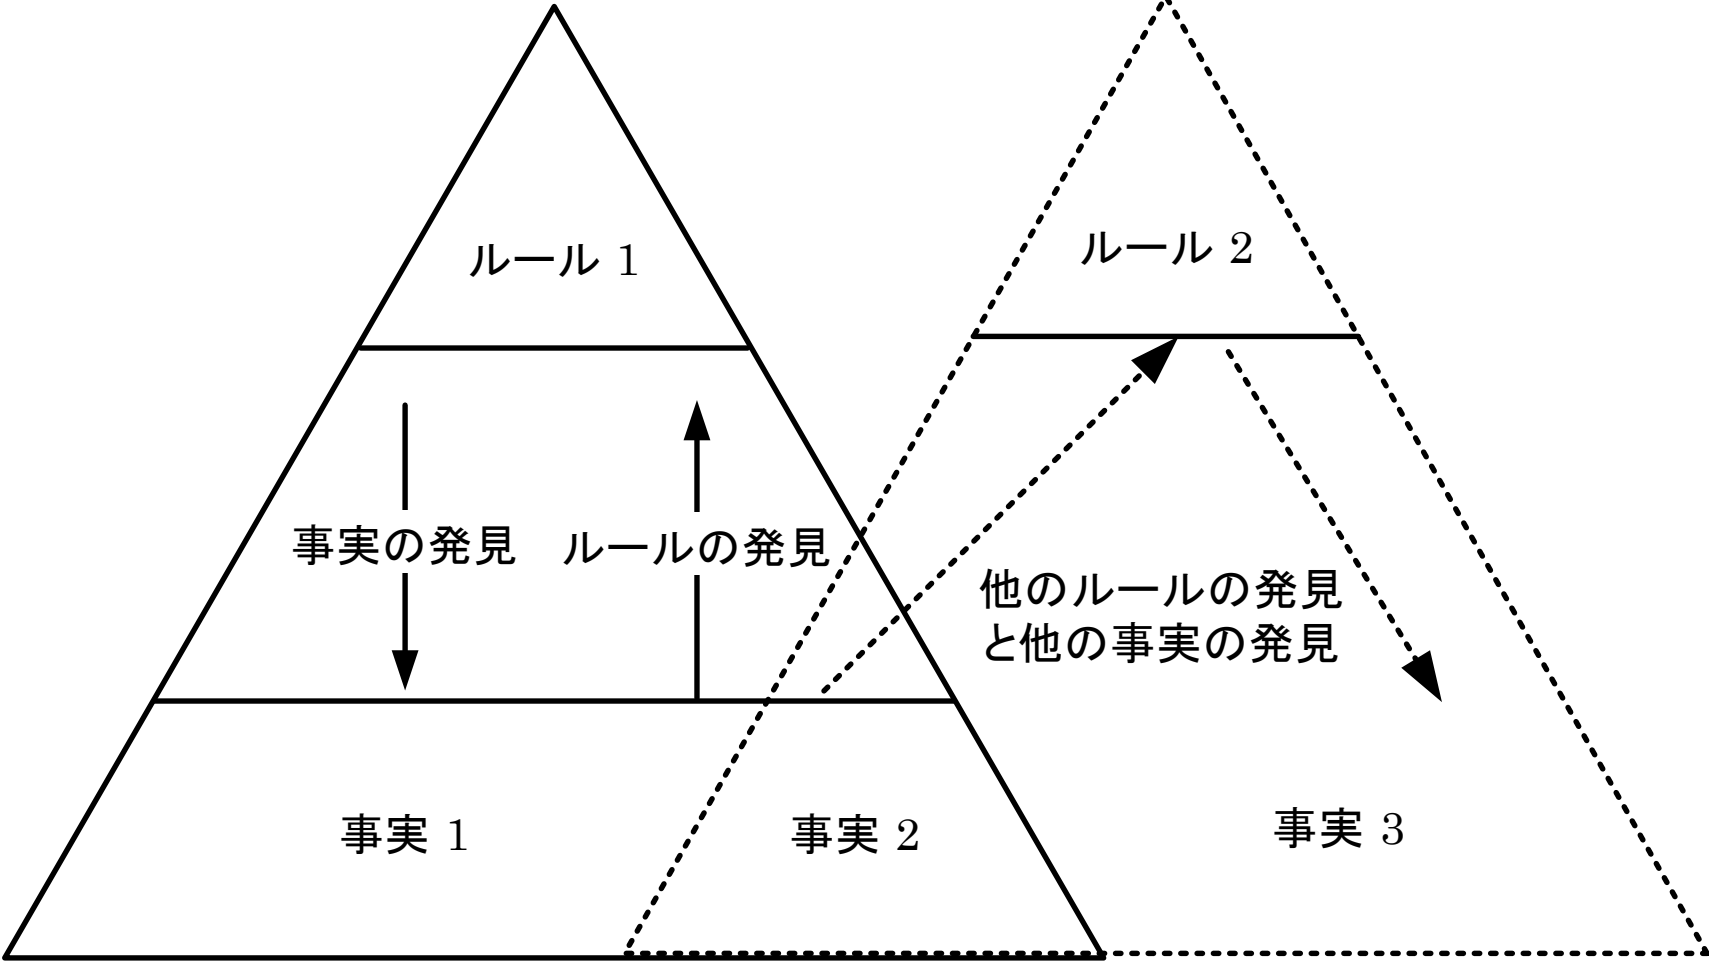 ルール 1
ルール 2
事実の発見
ルールの発見
他のルールの発見
と他の事実の発見
事実 1
事実 2
事実 3